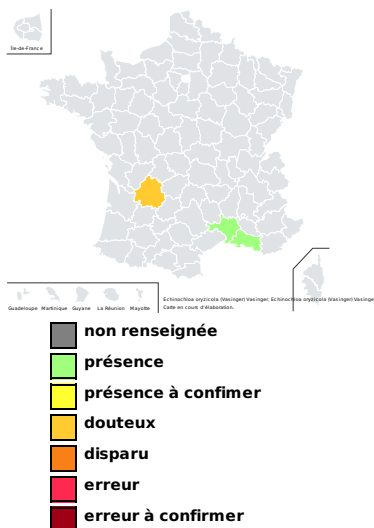 Île-de-France
Guadeloupe Martinique Guyane La Réunion Mayotte
Echinochloa oryzicola (Vasinger) Vasinger, Echinochloa oryzicola (Vasinger) Vasinge
Carte en cours d'élaboration.
non renseignée
présence
présence à confimer
douteux
disparu
erreur
erreur à confirmer